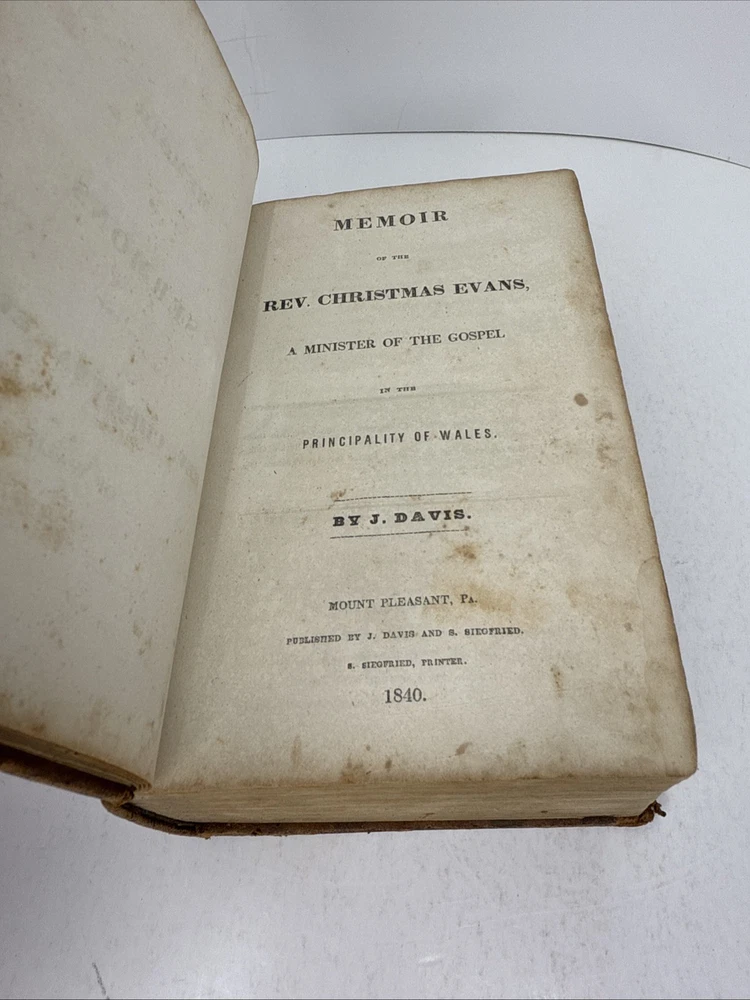 MEMOIR
OF THE
REV. CHRISTMAS EVANS,
A MINISTER OF THE GOSPEL
IN THE
PRINCIPALITY OF WALES.
BY J. DAVIS.
MOUNT PLEASANT, PA.
PUBLISHED BY J. DAVIS AND S. SIEGFRIED.
S. SIEGFRIED, PRINTER.
1840.